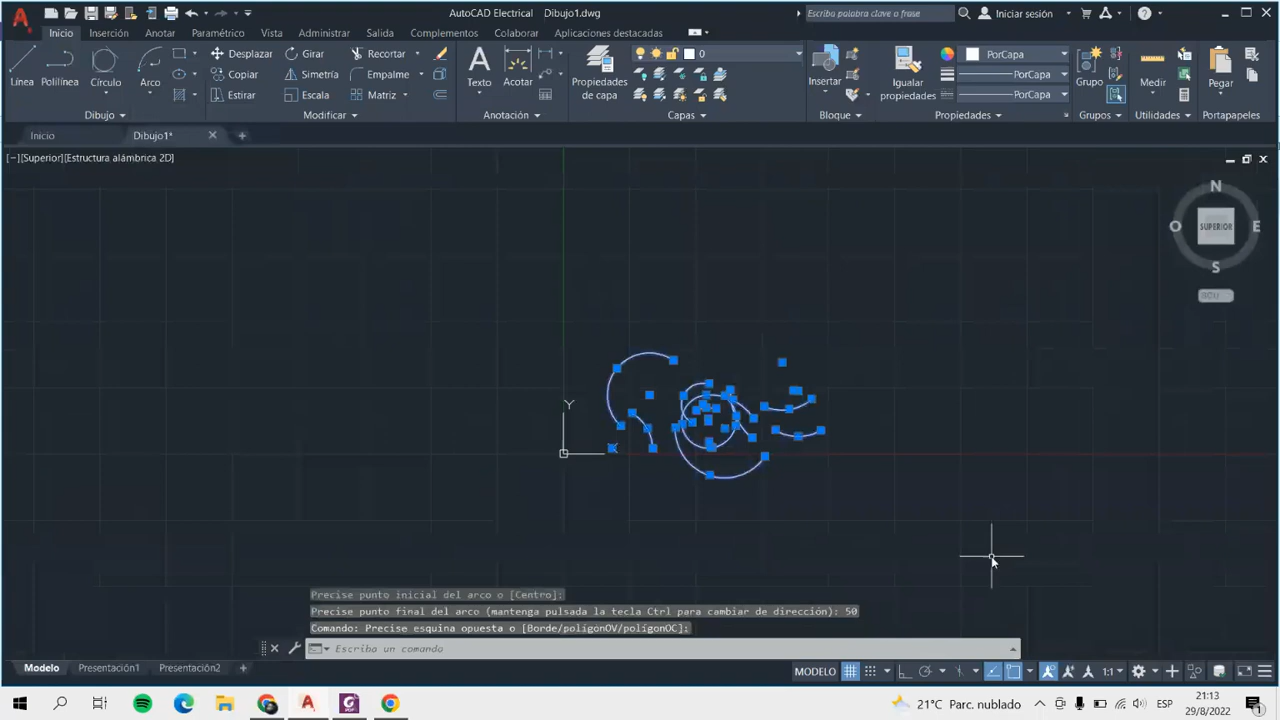 AutoCAD Electrical Dibujo1.dwg
Escriba palabra clave o frase
Iniciar sesión
Inicio Inserción Anotar Paramétrico Vista Administrar Salida Complementos Colaborar Aplicaciones destacadas
Línea Polilínea Círculo Arco
Desplazar Girar Recortar
Copiar Simetría Empalme
Estirar Escala Matriz
Texto Acotar
Propiedades de capa
0
Insertar
Igualar propiedades
PorCapa
PorCapa
PorCapa
Grupo
Medir
Pegar
Dibujo Modificar Anotación Capas Bloque Propiedades Grupos Utilidades Portapapeles
Inicio Dibujo1*
[−][Superior][Estructura alámbrica 2D]
N
O SUPERIOR E
S
Y
Precise punto inicial del arco o [Centro]:
Precise punto final del arco (mantenga pulsada la tecla Ctrl para cambiar de dirección): 50
Comando: Precise esquina opuesta o [Borde/polígonOV/polígonOC]:
Escriba un comando
Modelo Presentación1 Presentación2
MODELO 1:1
21°C Parc. nublado
ESP
21:13
29/8/2022
1